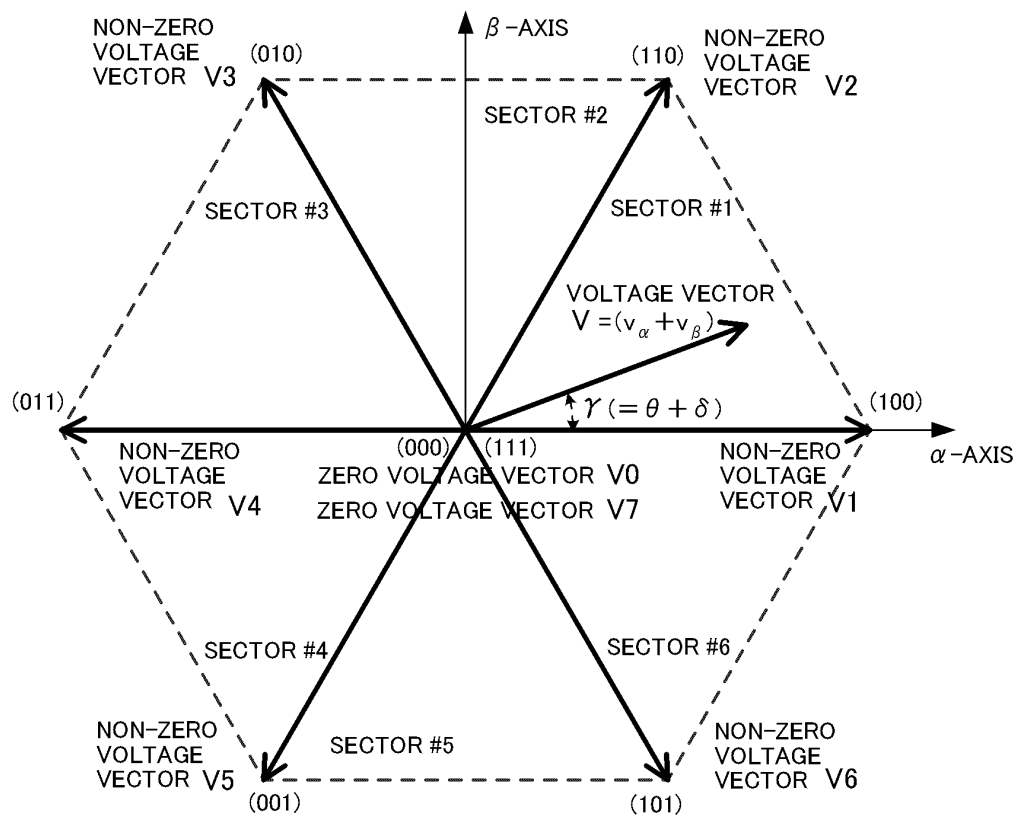 β-AXIS
NON-ZERO
VOLTAGE
VECTOR V3
(010)
(110)
NON-ZERO
VOLTAGE
VECTOR V2
SECTOR #2
SECTOR #3
SECTOR #1
VOLTAGE VECTOR
V =(vα+vβ)
γ(=θ+δ)
(011)
(100)
α-AXIS
(000)
(111)
NON-ZERO
VOLTAGE
VECTOR V4
ZERO VOLTAGE VECTOR V0
ZERO VOLTAGE VECTOR V7
NON-ZERO
VOLTAGE
VECTOR V1
SECTOR #4
SECTOR #6
SECTOR #5
NON-ZERO
VOLTAGE
VECTOR V5
(001)
(101)
NON-ZERO
VOLTAGE
VECTOR V6